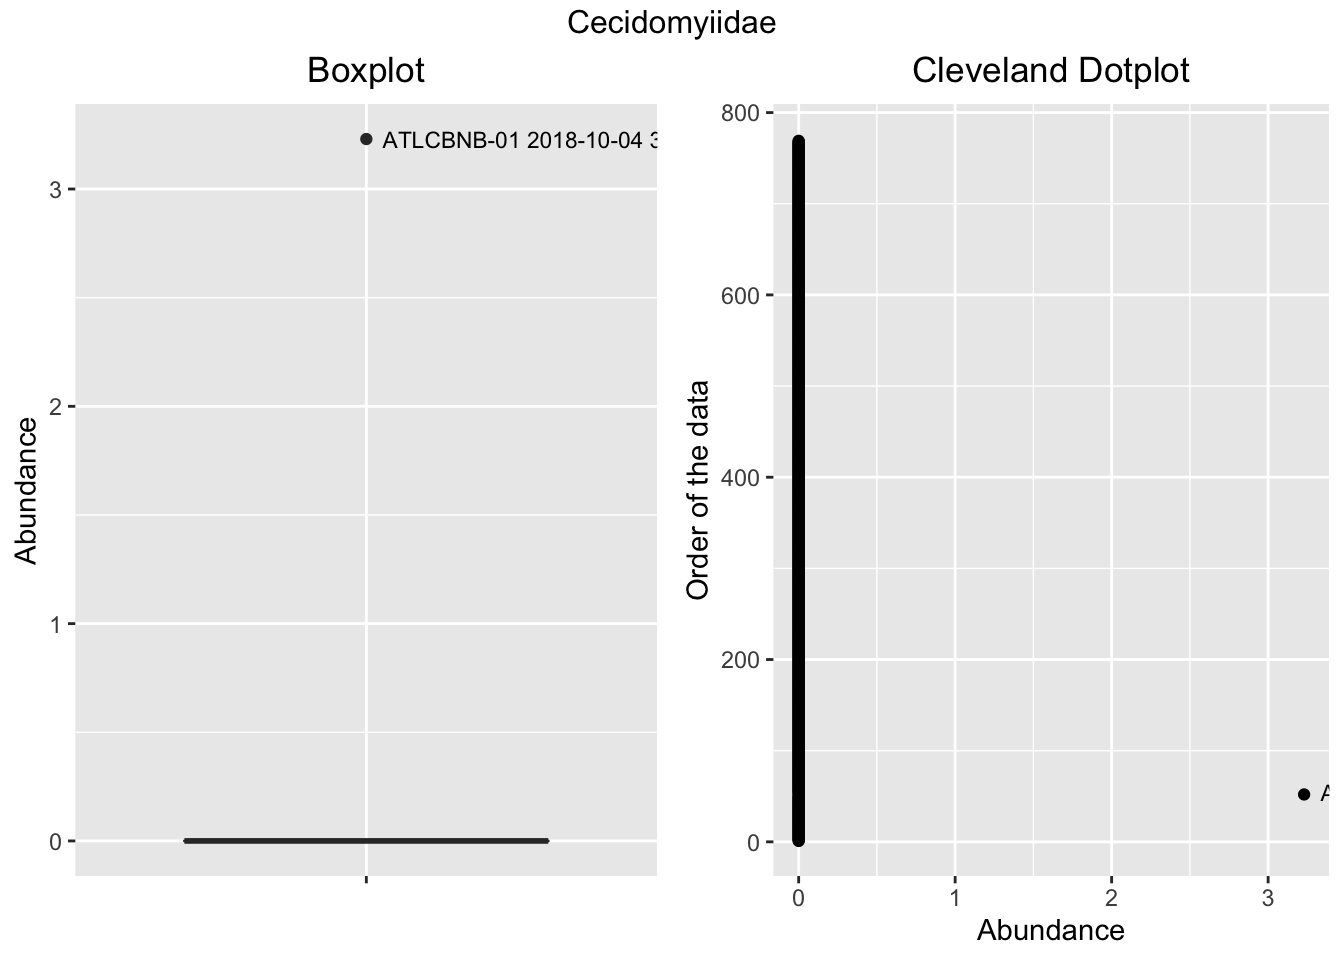 Cecidomyiidae
Boxplot
ATLCBNB-01 2018-10-04
3
2
1
0
Abundance
Cleveland Dotplot
800
600
400
200
0
Order of the data
0 1 2 3
Abundance